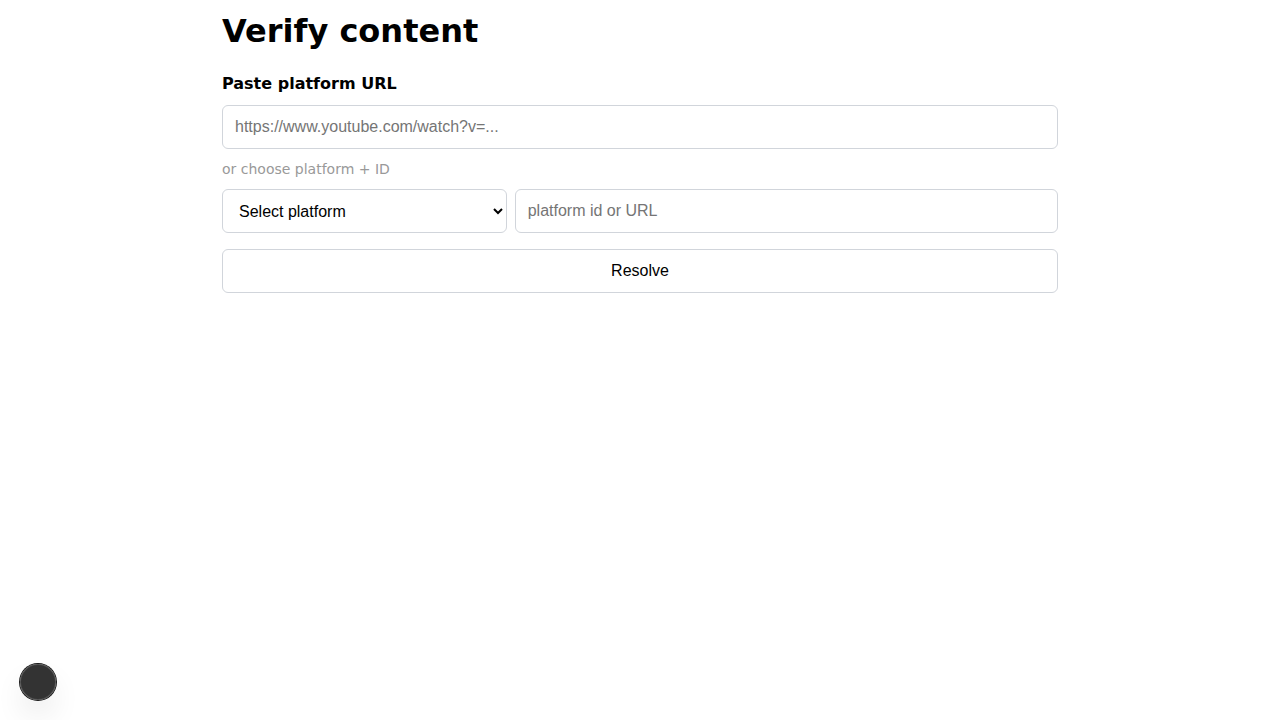 Verify content
Paste platform URL
https://www.youtube.com/watch?v=...
or choose platform + ID
Select platform
platform id or URL
Resolve